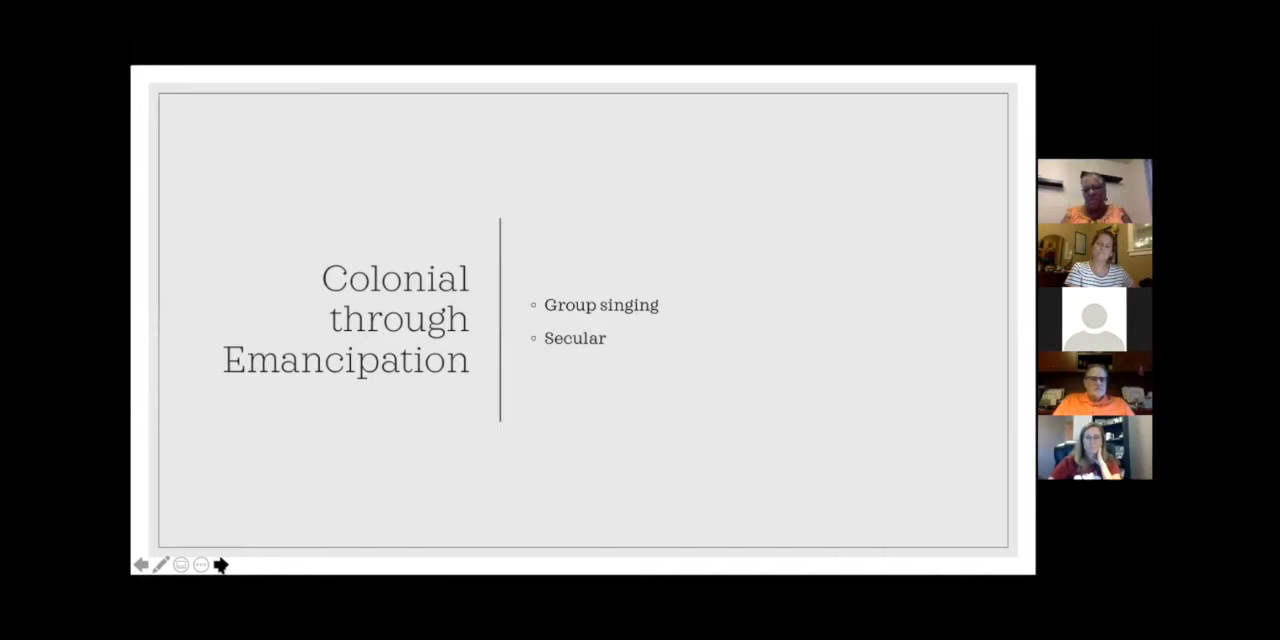 Colonial
through
Emancipation
Group singing
Secular